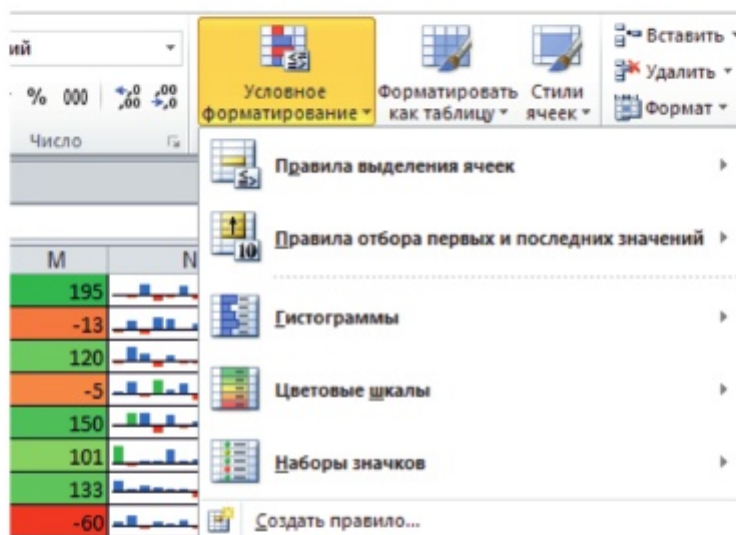 ий
% 000 ,00 ,00
Число
Условное
форматирование
Форматировать
как таблицу
Стили
ячеек
Вставить
Удалить
Формат
Правила выделения ячеек
Правила отбора первых и последних значений
Гистограммы
Цветовые шкалы
Наборы значков
Создать правило...
M N
195
-13
120
-5
150
101
133
-60